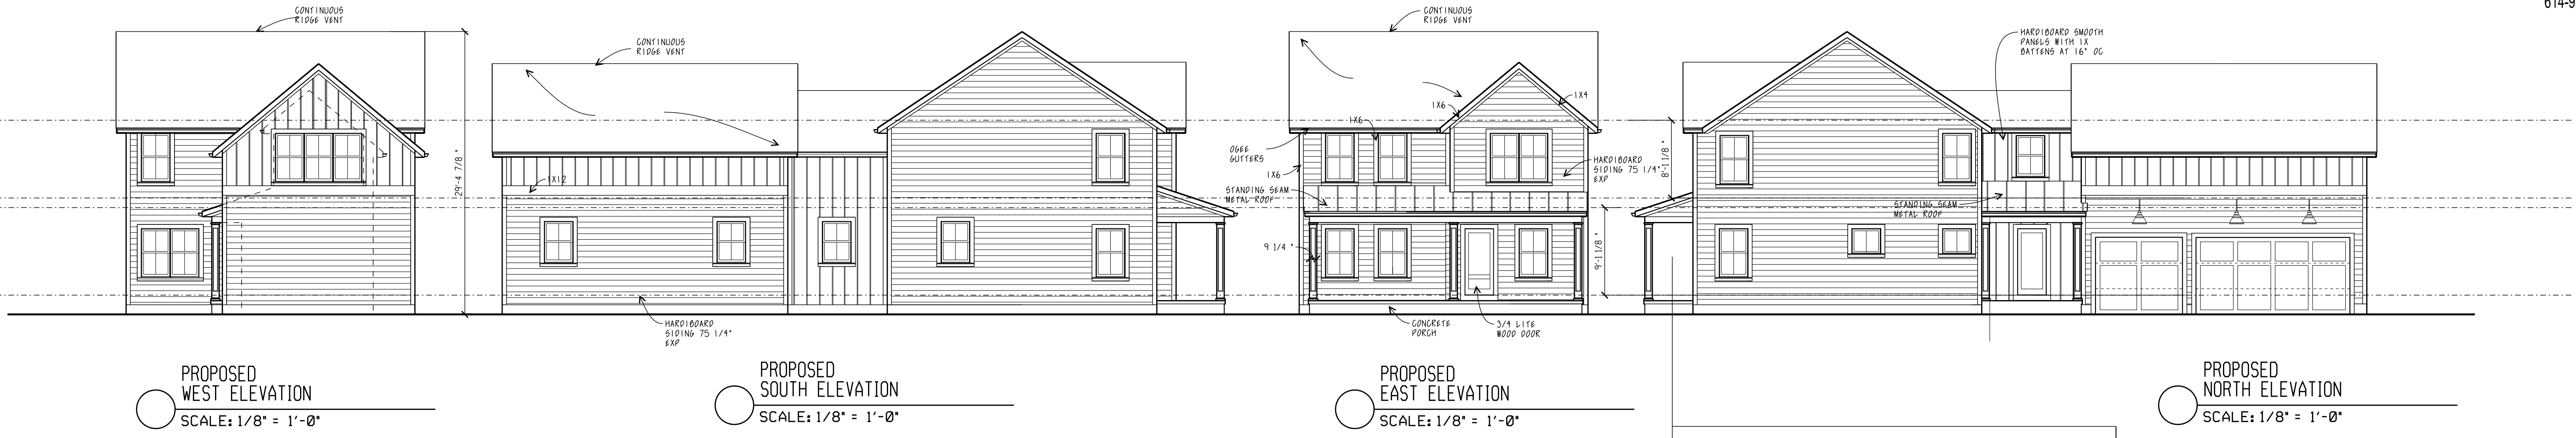 614-9
CONTINUOUS
RIDGE VENT
29'-4 7/8 "
PROPOSED
WEST ELEVATION
SCALE: 1/8" = 1'-0"
CONTINUOUS
RIDGE VENT
1X12
HARDIBOARD
SIDING 75 1/4"
EXP
PROPOSED
SOUTH ELEVATION
SCALE: 1/8" = 1'-0"
CONTINUOUS
RIDGE VENT
1X4
1X6
1X6
OGEE
GUTTERS
1X6
STANDING SEAM
METAL ROOF
HARDIBOARD
SIDING 75 1/4"
EXP
9 1/4 "
CONCRETE
PORCH
3/4 LITE
WOOD DOOR
8'-1 1/8 "
9'-1 1/8 "
PROPOSED
EAST ELEVATION
SCALE: 1/8" = 1'-0"
HARDIBOARD SMOOTH
PANELS WITH 1X
BATTENS AT 16" OC
STANDING SEAM
METAL ROOF
PROPOSED
NORTH ELEVATION
SCALE: 1/8" = 1'-0"